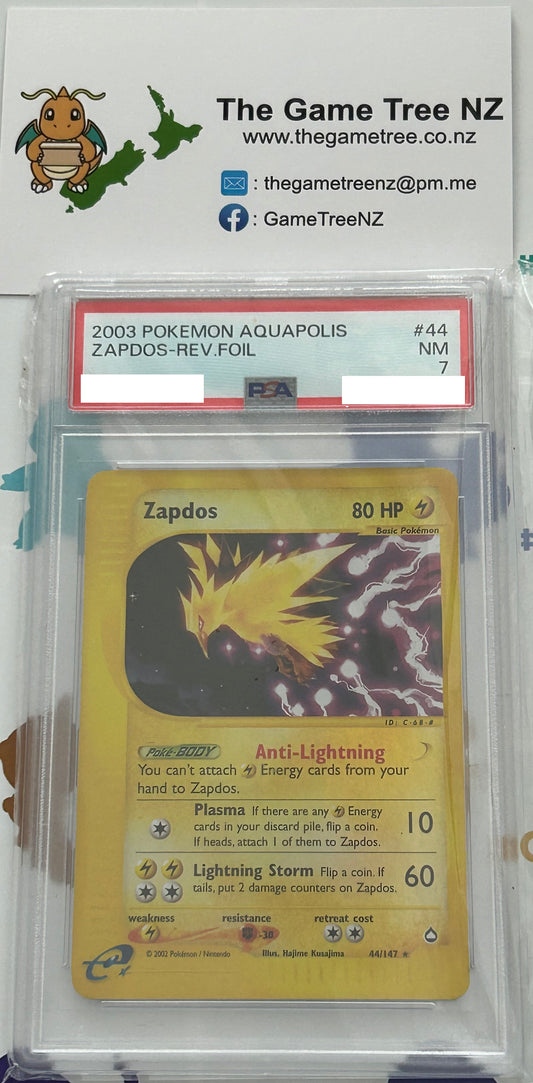 The Game Tree NZ
www.thegametree.co.nz
: thegametreenz@pm.me
: GameTreeNZ
2003 POKEMON AQUAPOLIS #44
ZAPDOS-REV.FOIL NM
7
PSA
Zapdos 80 HP
Basic Pokémon
ID: C-68-#
Poké-BODY Anti-Lightning
You can't attach Energy cards from your
hand to Zapdos.
Plasma If there are any Energy
cards in your discard pile, flip a coin.
If heads, attach 1 of them to Zapdos.
10
Lightning Storm Flip a coin. If
tails, put 2 damage counters on Zapdos.
60
weakness resistance retreat cost
-30
© 2002 Pokémon / Nintendo Illus. Hajime Kusajima 44/147 ★